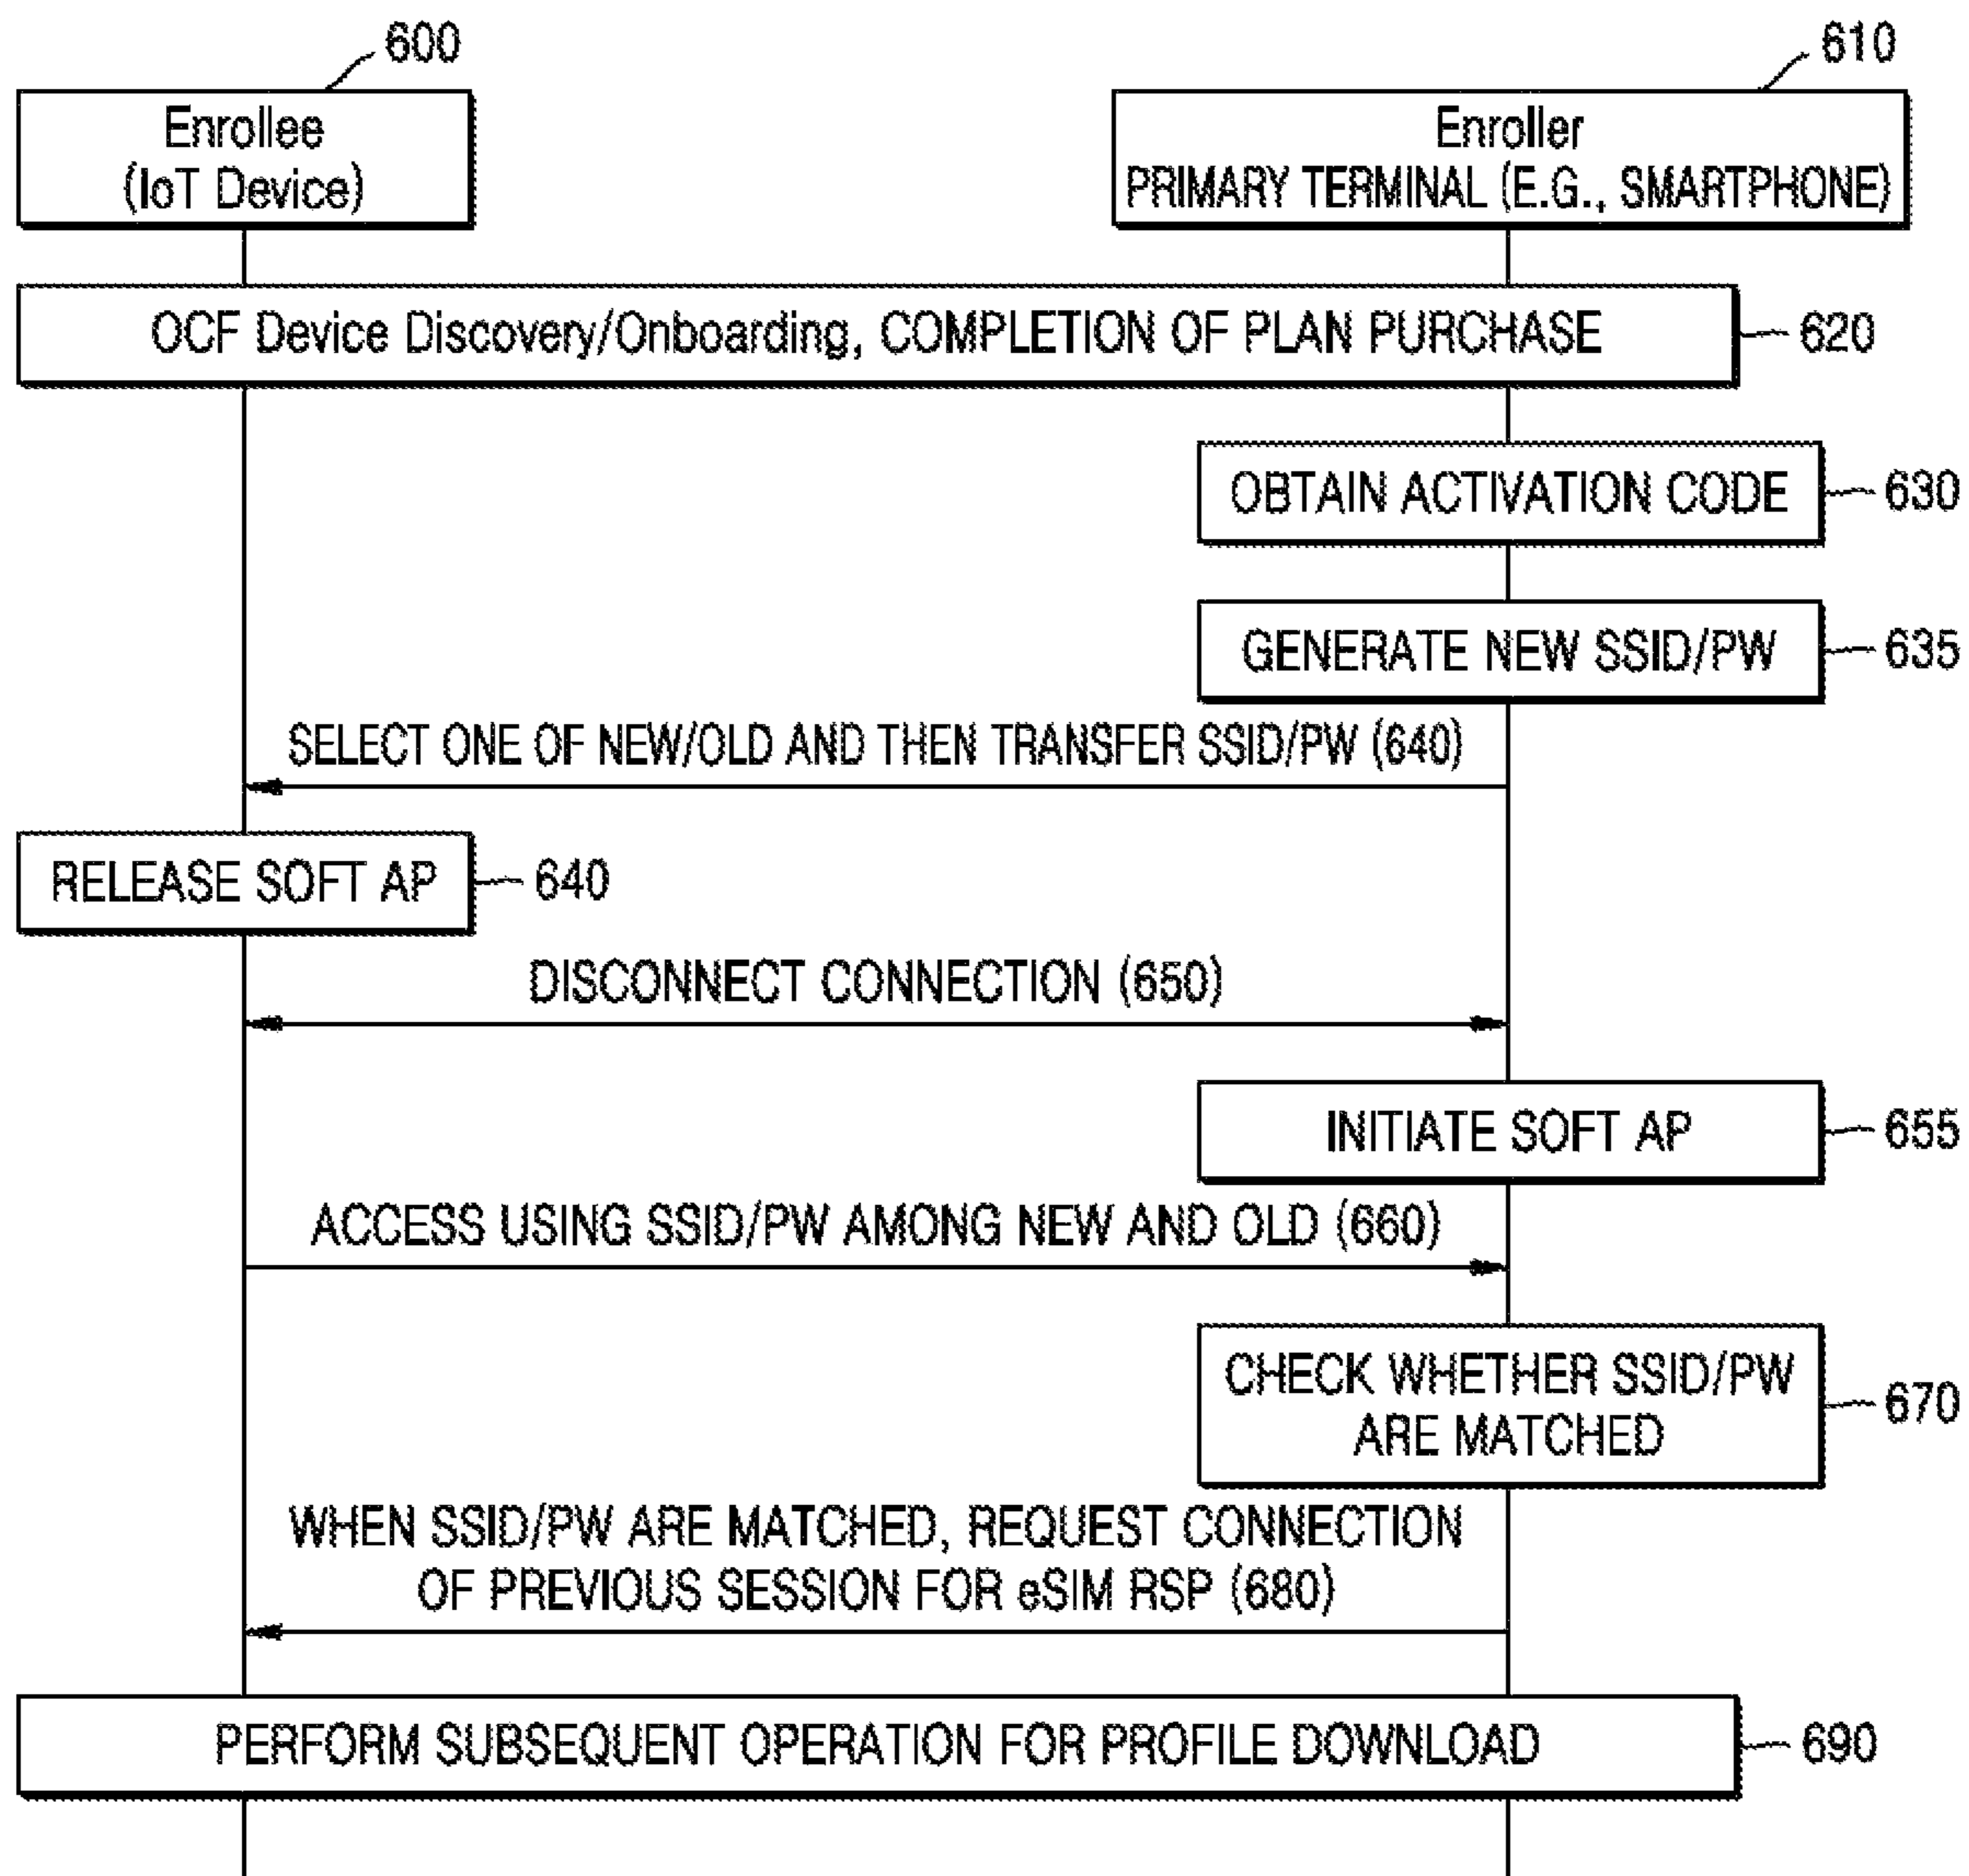 600
610
Enrollee
(IoT Device)
Enroller
PRIMARY TERMINAL (E.G., SMARTPHONE)
OCF Device Discovery/Onboarding, COMPLETION OF PLAN PURCHASE
620
OBTAIN ACTIVATION CODE
630
GENERATE NEW SSID/PW
635
SELECT ONE OF NEW/OLD AND THEN TRANSFER SSID/PW (640)
RELEASE SOFT AP
640
DISCONNECT CONNECTION (650)
INITIATE SOFT AP
655
ACCESS USING SSID/PW AMONG NEW AND OLD (660)
CHECK WHETHER SSID/PW
ARE MATCHED
670
WHEN SSID/PW ARE MATCHED, REQUEST CONNECTION
OF PREVIOUS SESSION FOR eSIM RSP (680)
PERFORM SUBSEQUENT OPERATION FOR PROFILE DOWNLOAD
690